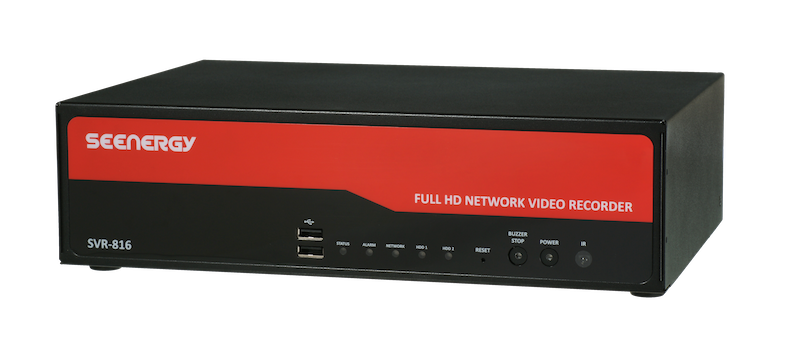 SEENERGY
FULL HD NETWORK VIDEO RECORDER
SVR-816
STATUS ALARM NETWORK HDD 1 HDD 2
RESET
BUZZER
STOP
POWER
IR